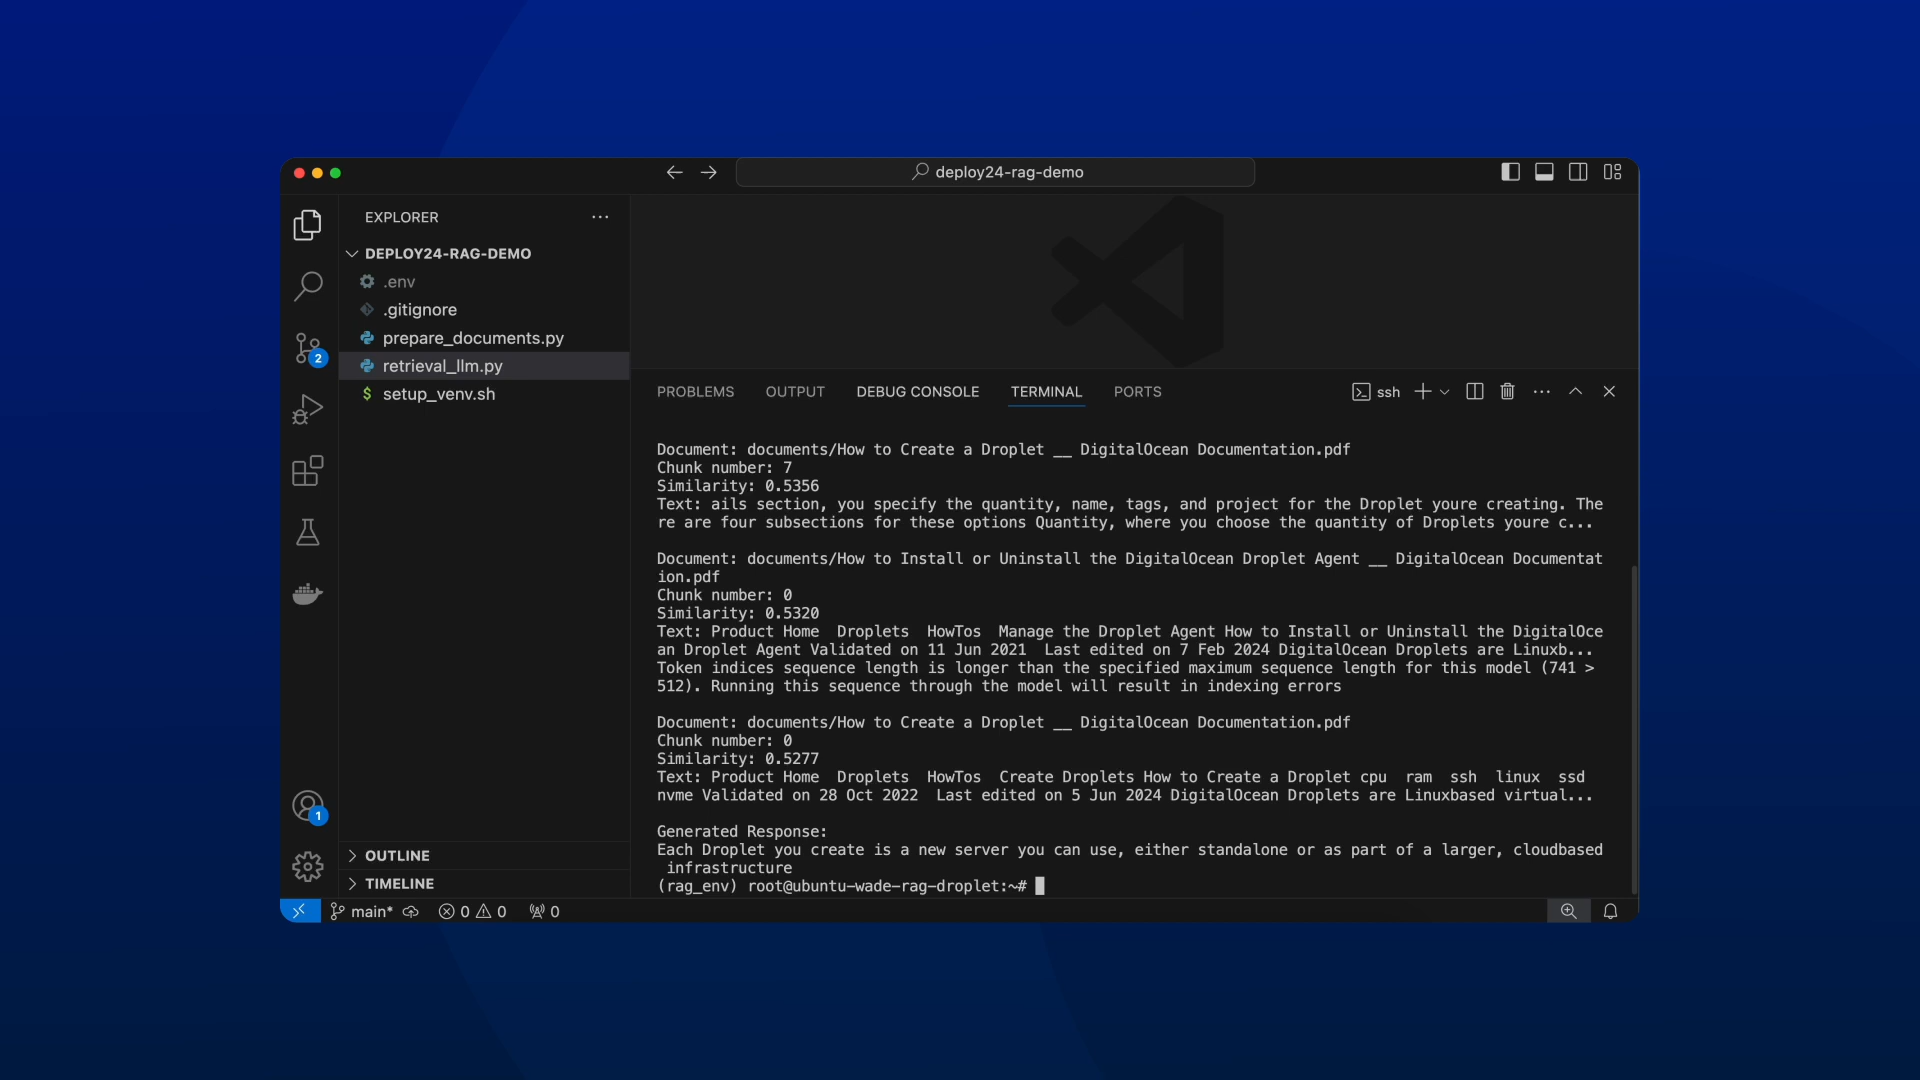 deploy24-rag-demo
EXPLORER
DEPLOY24-RAG-DEMO
.env
.gitignore
prepare_documents.py
retrieval_llm.py
$ setup_venv.sh
2
1
OUTLINE
TIMELINE
PROBLEMS OUTPUT DEBUG CONSOLE TERMINAL PORTS
ssh
Document: documents/How to Create a Droplet __ DigitalOcean Documentation.pdf
Chunk number: 7
Similarity: 0.5356
Text: ails section, you specify the quantity, name, tags, and project for the Droplet youre creating. The
re are four subsections for these options Quantity, where you choose the quantity of Droplets youre c...
Document: documents/How to Install or Uninstall the DigitalOcean Droplet Agent __ DigitalOcean Documentat
ion.pdf
Chunk number: 0
Similarity: 0.5320
Text: Product Home  Droplets  HowTos  Manage the Droplet Agent How to Install or Uninstall the DigitalOce
an Droplet Agent Validated on 11 Jun 2021  Last edited on 7 Feb 2024 DigitalOcean Droplets are Linuxb...
Token indices sequence length is longer than the specified maximum sequence length for this model (741 >
512). Running this sequence through the model will result in indexing errors
Document: documents/How to Create a Droplet __ DigitalOcean Documentation.pdf
Chunk number: 0
Similarity: 0.5277
Text: Product Home  Droplets  HowTos  Create Droplets How to Create a Droplet cpu  ram  ssh  linux  ssd
nvme Validated on 28 Oct 2022  Last edited on 5 Jun 2024 DigitalOcean Droplets are Linuxbased virtual...
Generated Response:
Each Droplet you create is a new server you can use, either standalone or as part of a larger, cloudbased
infrastructure
(rag_env) root@ubuntu-wade-rag-droplet:~#
main* 0 0 0